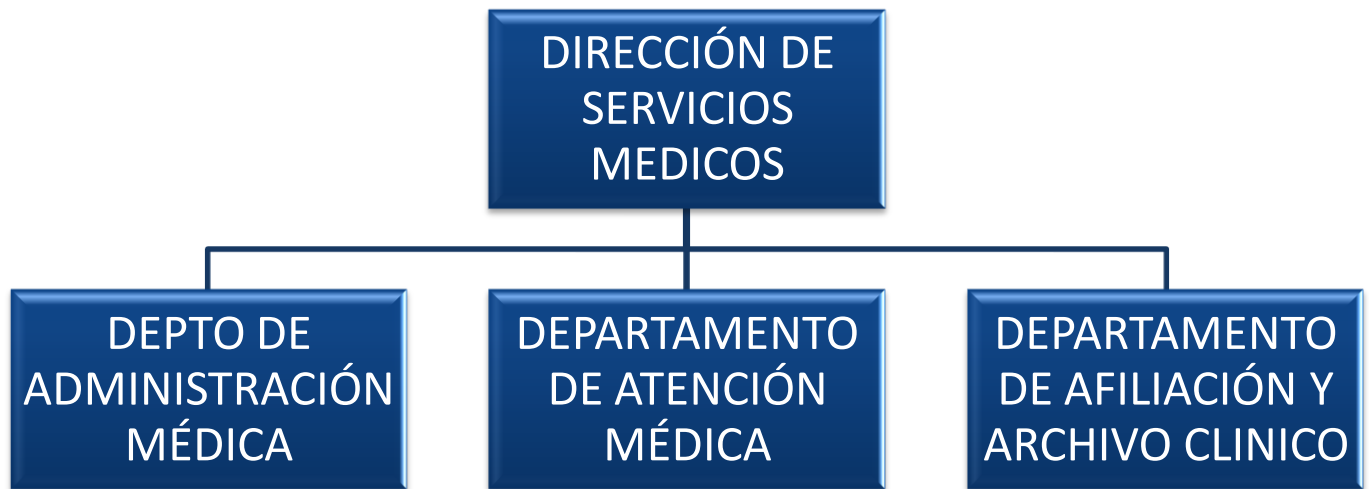 DIRECCIÓN DE
SERVICIOS
MEDICOS
DEPTO DE
ADMINISTRACIÓN
MÉDICA
DEPARTAMENTO
DE ATENCIÓN
MÉDICA
DEPARTAMENTO
DE AFILIACIÓN Y
ARCHIVO CLINICO